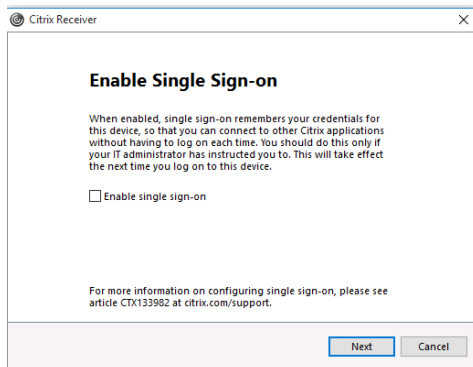 Citrix Receiver
Enable Single Sign-on
When enabled, single sign-on remembers your credentials for
this device, so that you can connect to other Citrix applications
without having to log on each time. You should do this only if
your IT administrator has instructed you to. This will take effect
the next time you log on to this device.
Enable single sign-on
For more information on configuring single sign-on, please see
article CTX133982 at citrix.com/support.
Next Cancel